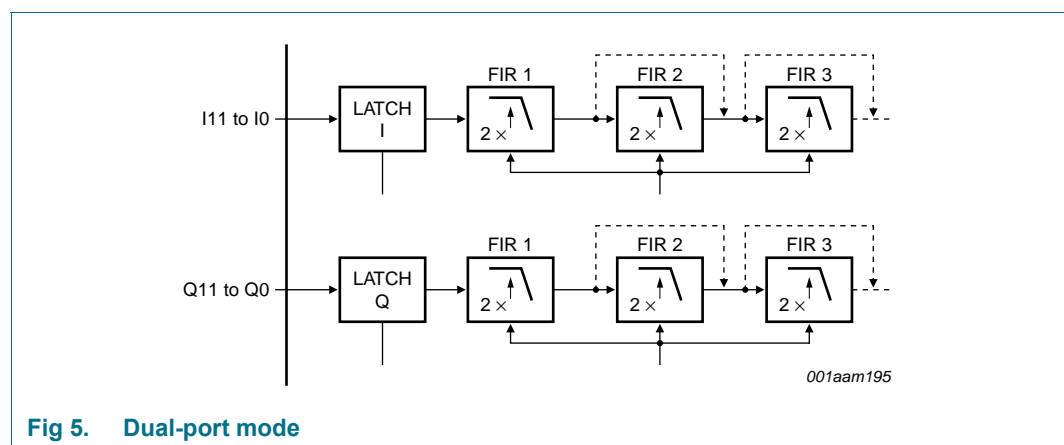 FIR 1 FIR 2 FIR 3
I11 to I0
LATCH
I
2 × 2 × 2 ×
FIR 1 FIR 2 FIR 3
Q11 to Q0
LATCH
Q
2 × 2 × 2 ×
001aam195
Fig 5. Dual-port mode